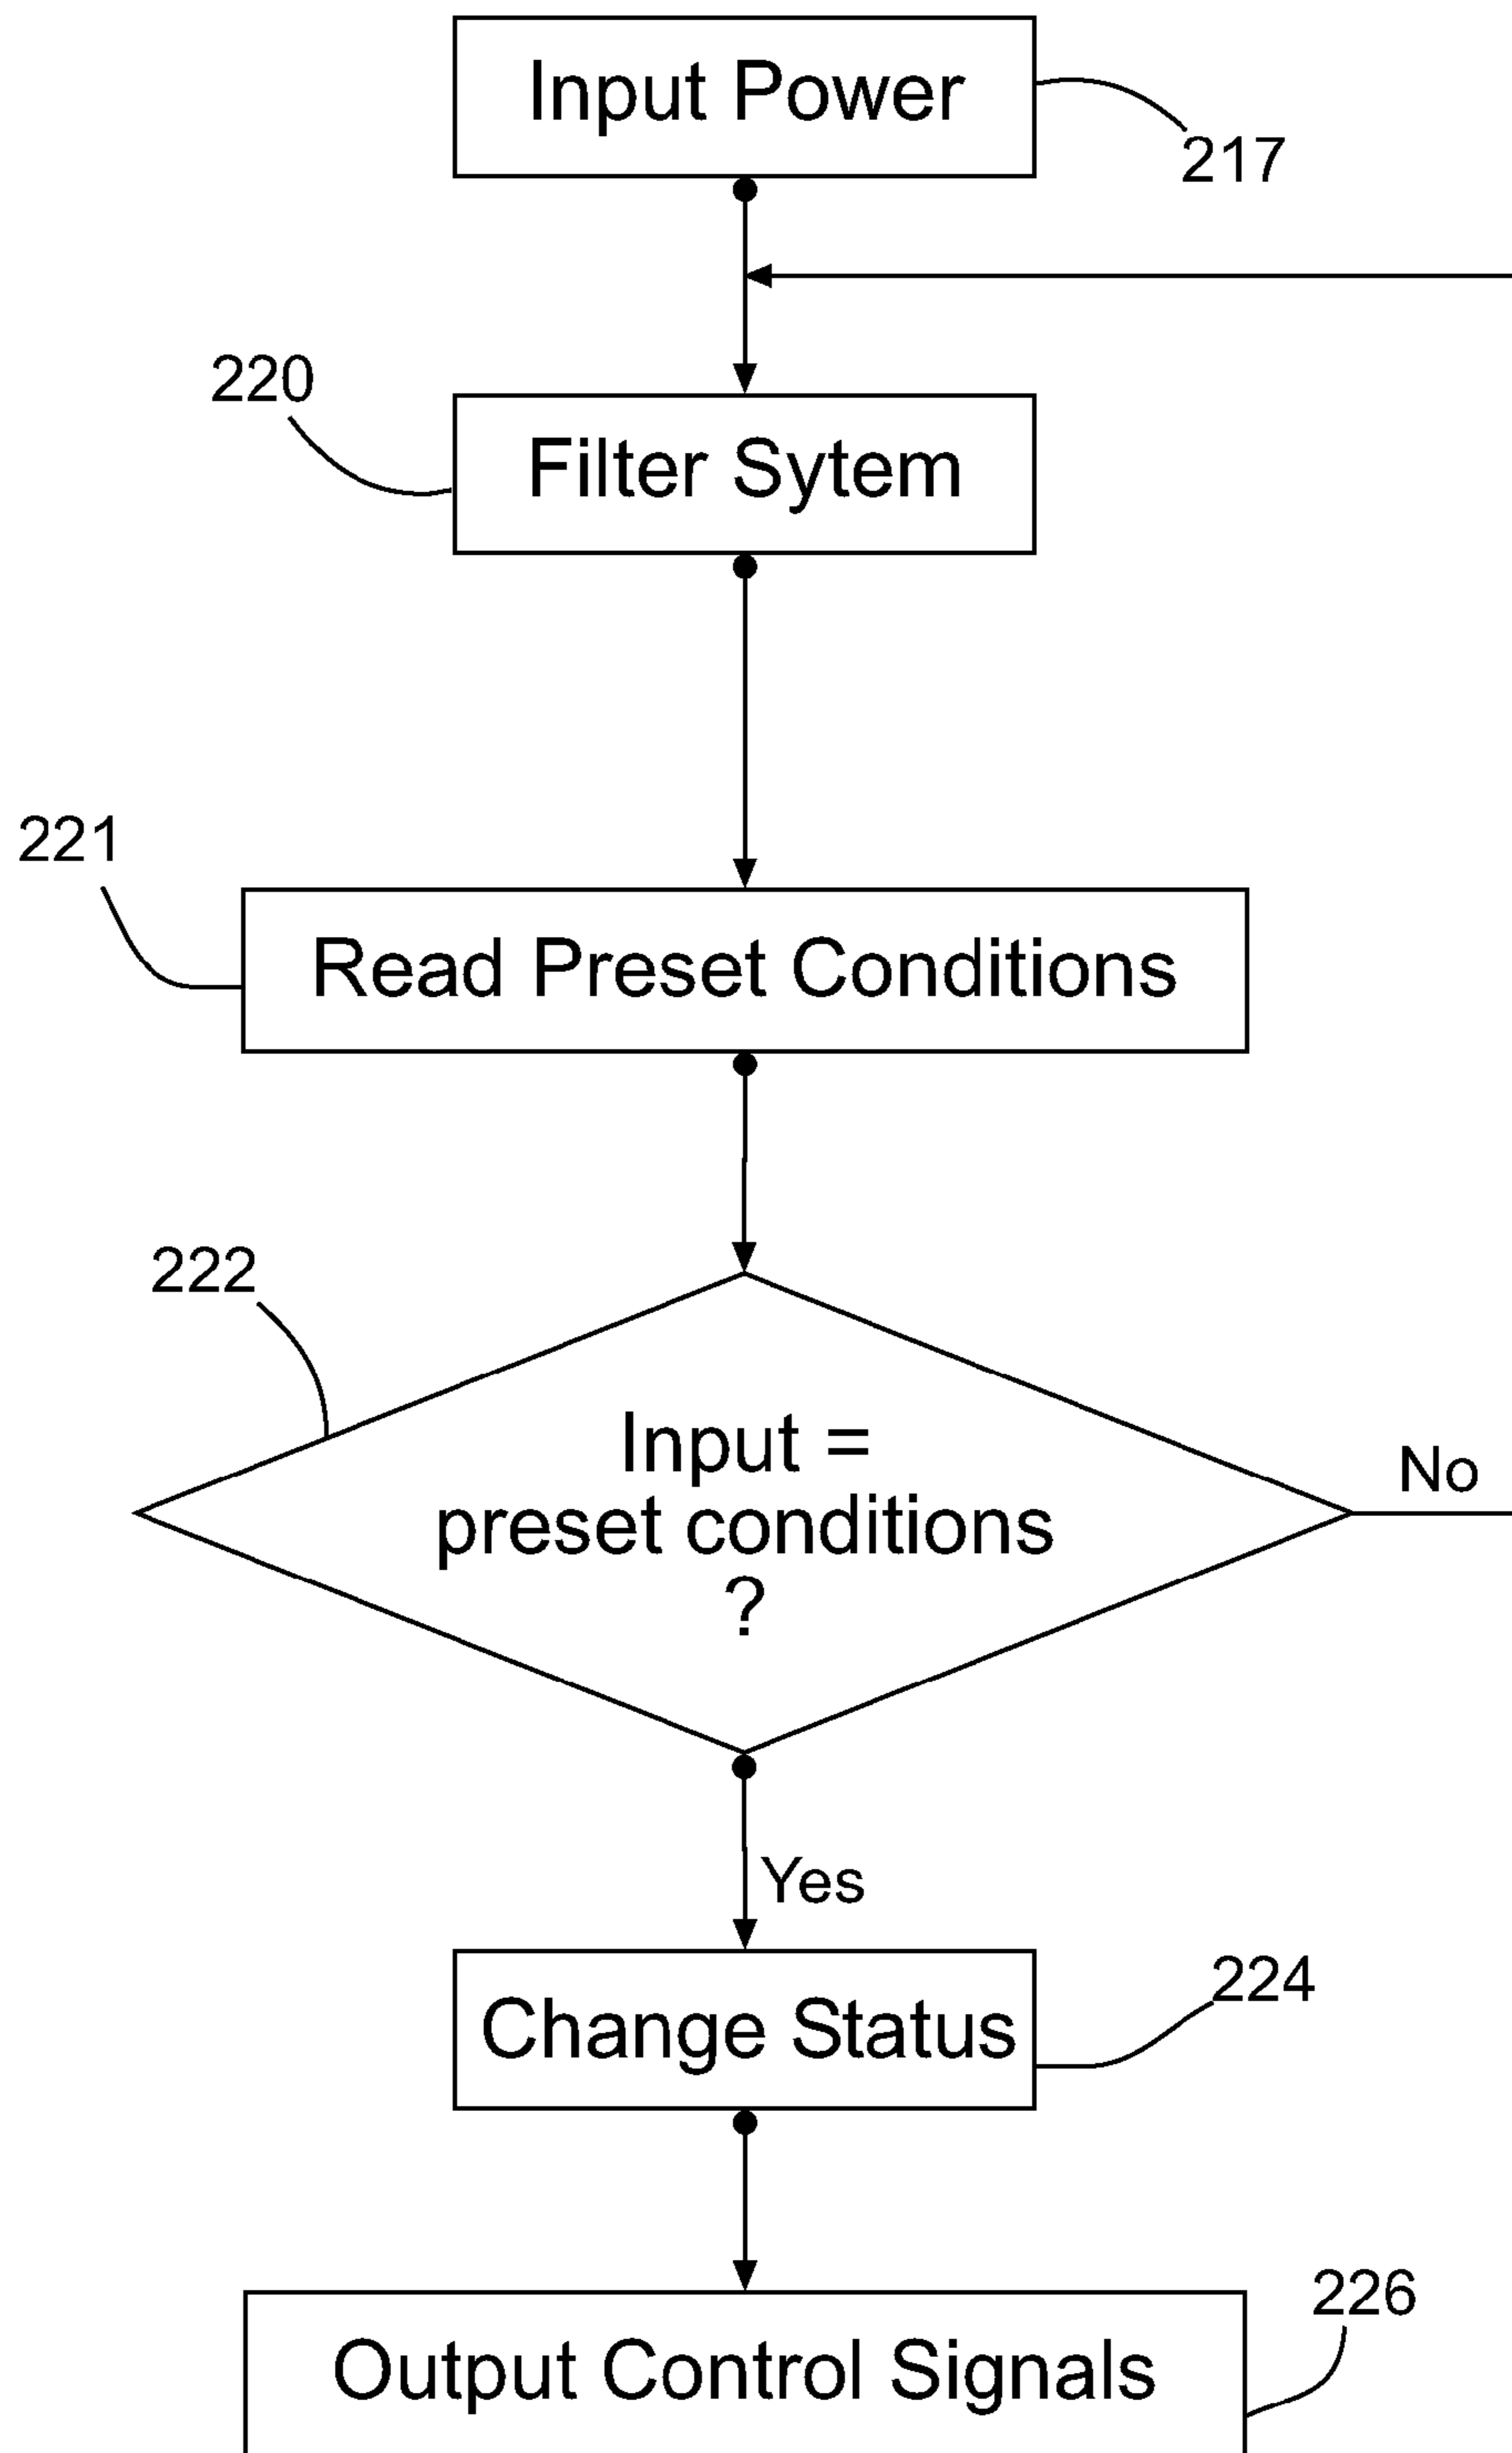 Input Power
217
220
Filter Sytem
221
Read Preset Conditions
222
Input =
preset conditions
?
No
Yes
Change Status
224
226
Output Control Signals